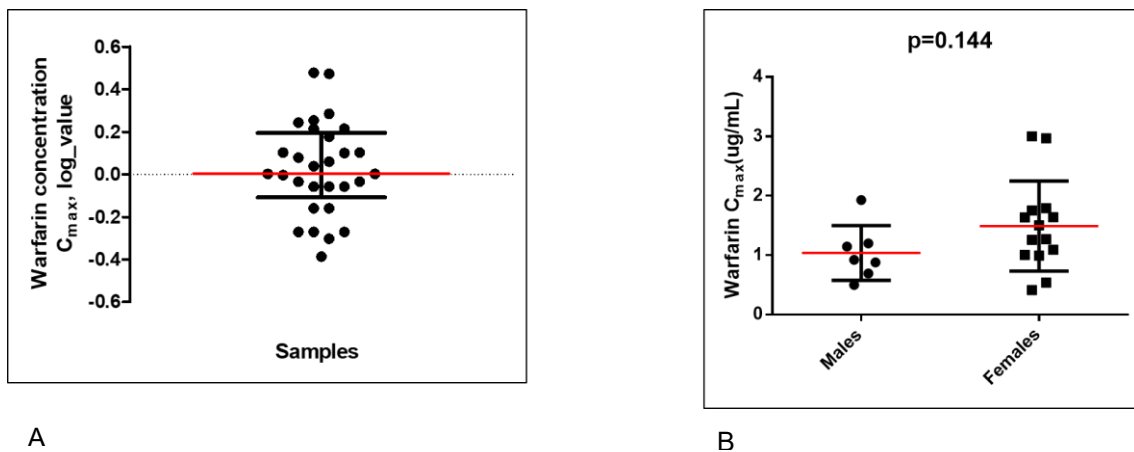 Warfarin concentration
Cmax, log_value
0.6
0.4
0.2
0.0
-0.2
-0.4
-0.6
Samples
A
p=0.144
Warfarin Cmax(ug/mL)
4
3
2
1
0
Males
Females
B